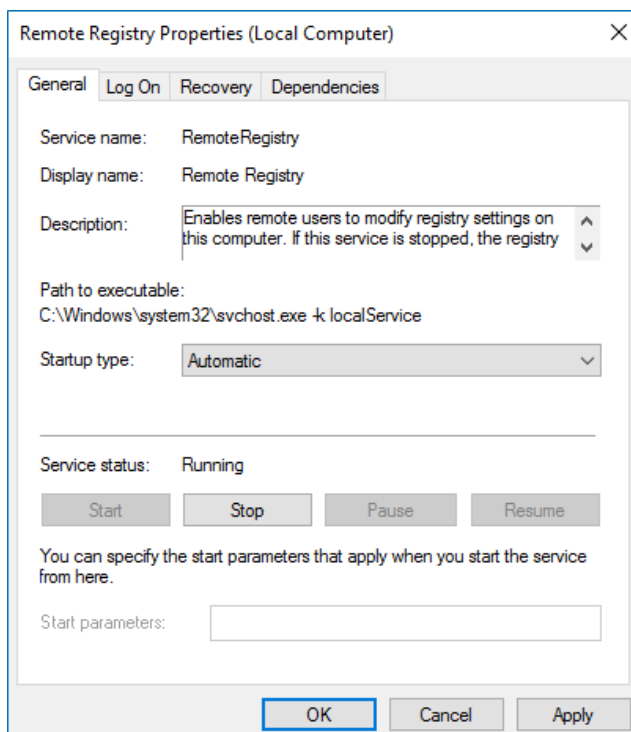 Remote Registry Properties (Local Computer)
General Log On Recovery Dependencies
Service name: RemoteRegistry
Display name: Remote Registry
Description: Enables remote users to modify registry settings on
this computer. If this service is stopped, the registry
Path to executable:
C:\Windows\system32\svchost.exe -k localService
Startup type: Automatic
Service status: Running
Start Stop Pause Resume
You can specify the start parameters that apply when you start the service
from here.
Start parameters:
OK Cancel Apply